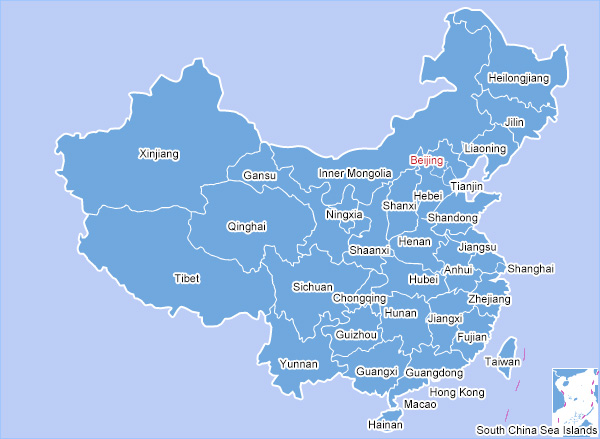 Heilongjiang
Jilin
Liaoning
Xinjiang
Beijing
Gansu
Inner Mongolia
Tianjin
Hebei
Shanxi
Ningxia
Shandong
Qinghai
Henan
Shaanxi
Jiangsu
Anhui
Shanghai
Tibet
Hubei
Sichuan
Chongqing
Zhejiang
Hunan
Jiangxi
Guizhou
Fujian
Yunnan
Taiwan
Guangxi
Guangdong
Hong Kong
Macao
Hainan
South China Sea Islands